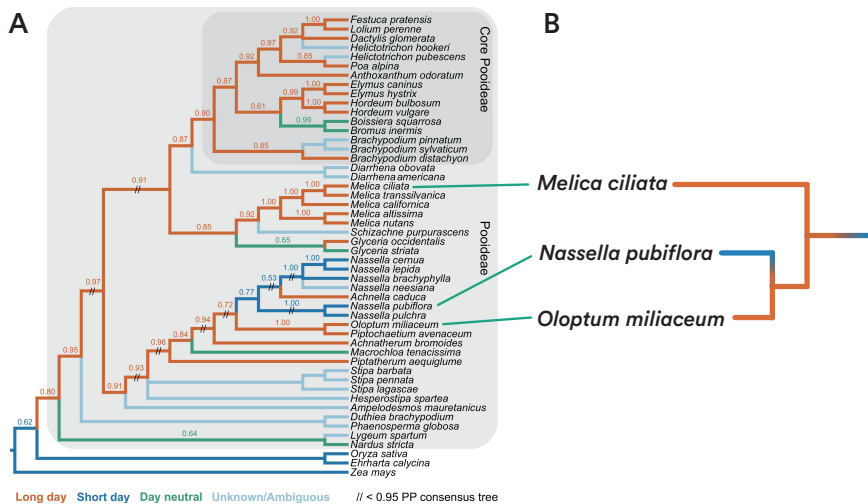 A
B
Festuca pratensis
Lolium perenne
Dactylis glomerata
Helictotrichon hookeri
Helictotrichon pubescens
Poa alpina
Anthoxanthum odoratum
Elymus caninus
Elymus hystrix
Hordeum bulbosum
Hordeum vulgare
Boissiera squarrosa
Bromus inermis
Brachypodium pinnatum
Brachypodium sylvaticum
Brachypodium distachyon
Diarrhena obovata
Diarrhena americana
Melica ciliata
Melica transsilvanica
Melica californica
Melica altissima
Melica nutans
Schizachne purpurascens
Glyceria occidentalis
Glyceria striata
Nassella cernua
Nassella lepida
Nassella brachyphylla
Nassella neesiana
Achnella caduca
Nassella pubiflora
Nassella pulchra
Oloptum miliaceum
Piptochaetium avenaceum
Achnatherum bromoides
Macrochloa tenacissima
Piptatherum aequiglume
Stipa barbata
Stipa pennata
Stipa lagascae
Hesperostipa spartea
Ampelodesmos mauretanicus
Duthiea brachypodium
Phaenosperma globosa
Lygeum spartum
Nardus stricta
Oryza sativa
Ehrharta calycina
Zea mays
Core Pooideae
Pooideae
1.00
0.92
0.97
0.85
0.92
0.87
1.00
0.99
1.00
0.61
0.99
0.90
0.87
0.85
0.91
1.00
1.00
1.00
1.00
0.92
0.85
0.65
0.97
1.00
1.00
0.53
0.77
1.00
0.72
1.00
0.94
0.84
0.96
0.93
0.91
0.95
0.80
0.64
0.62
//
//
//
//
//
//
//
//
//
Melica ciliata
Nassella pubiflora
Oloptum miliaceum
Long day Short day Day neutral Unknown/Ambiguous // < 0.95 PP consensus tree